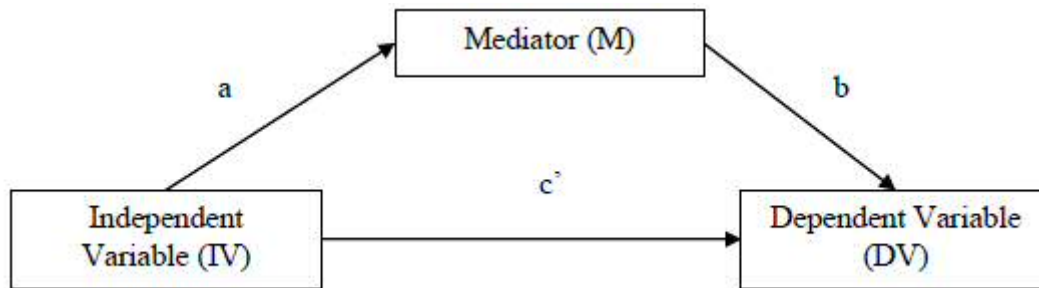 Mediator (M)
a
b
c’
Independent
Variable (IV)
Dependent Variable
(DV)